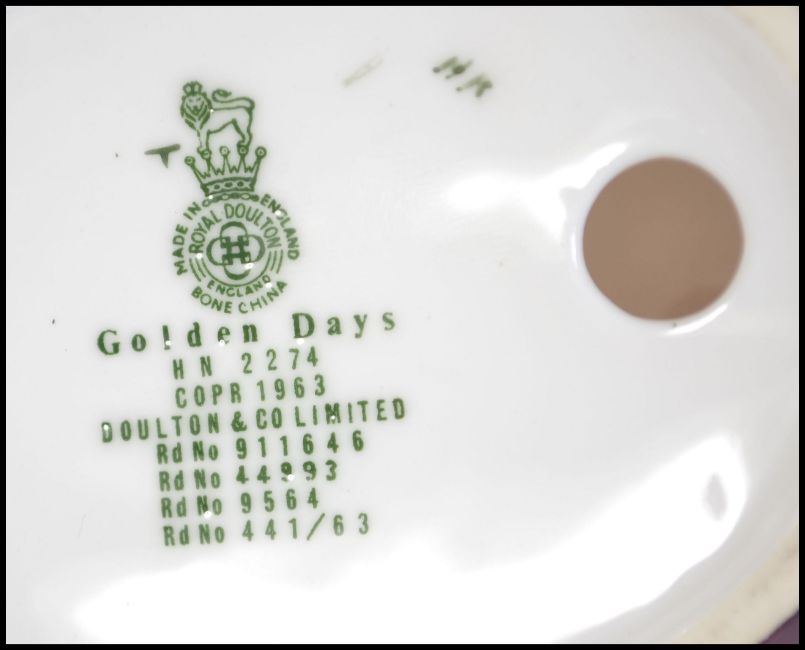 MADE IN ENGLAND
ROYAL DOULTON
ENGLAND
BONE CHINA
Golden Days
HN 2274
COPR 1963
DOULTON & CO LIMITED
Rd No 911646
Rd No 44993
Rd No 9564
Rd No 441/63